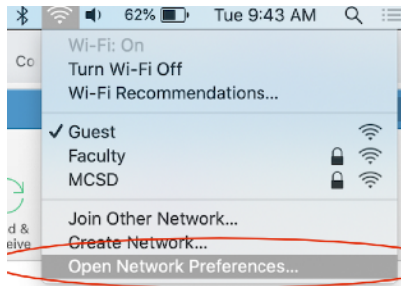 62% Tue 9:43 AM
Co
Wi-Fi: On
Turn Wi-Fi Off
Wi-Fi Recommendations...
Guest
Faculty
MCSD
Join Other Network...
d &
eive
Create Network...
Open Network Preferences...